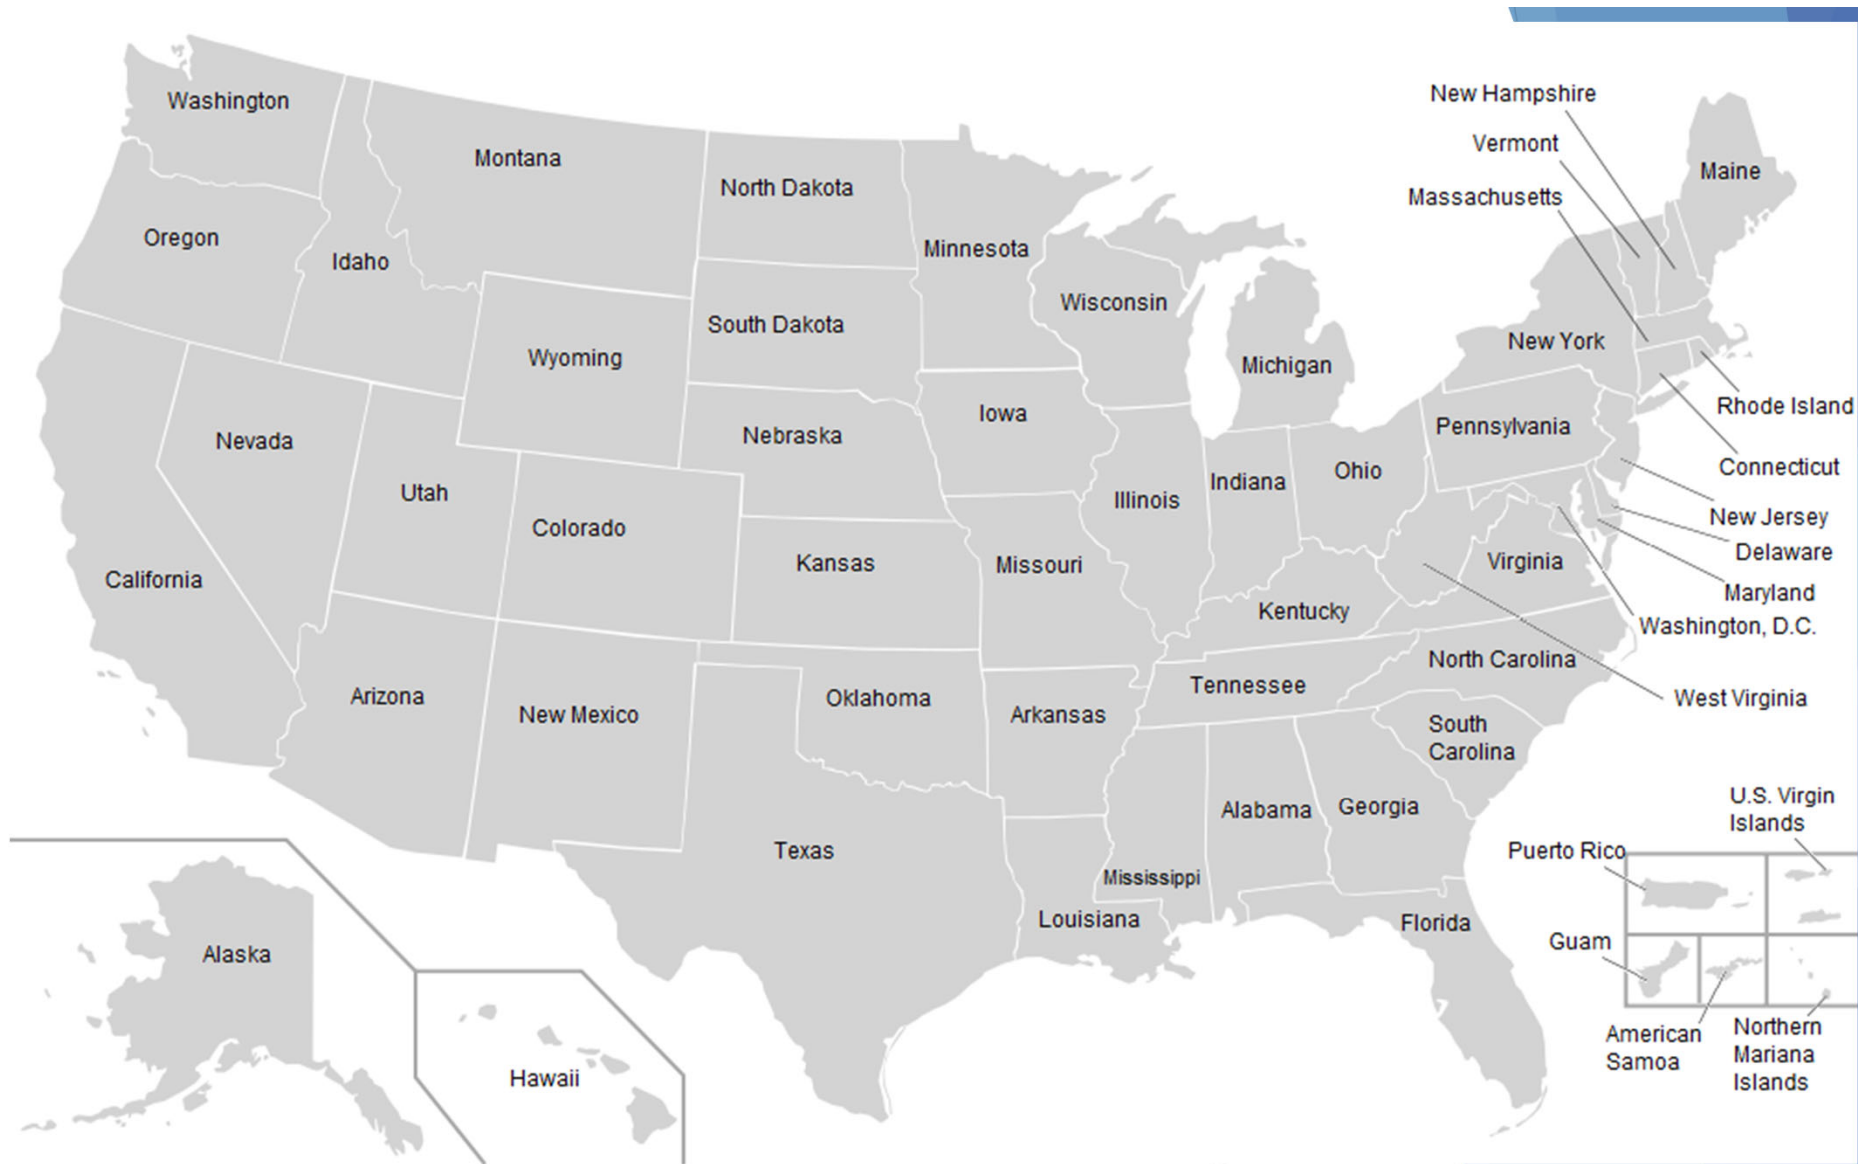 New Hampshire
Washington
Vermont
Montana
Maine
North Dakota
Massachusetts
Oregon
Minnesota
Idaho
Wisconsin
South Dakota
New York
Wyoming
Michigan
Rhode Island
Iowa
Pennsylvania
Nebraska
Nevada
Connecticut
Ohio
Indiana
Utah
Illinois
New Jersey
Colorado
Delaware
Virginia
Kansas
Missouri
California
Maryland
Kentucky
Washington, D.C.
North Carolina
Tennessee
Arizona
Oklahoma
West Virginia
New Mexico
Arkansas
South
Carolina
U.S. Virgin
Islands
Georgia
Alabama
Texas
Puerto Rico
Mississippi
Louisiana
Florida
Guam
Alaska
American
Samoa
Northern
Mariana
Islands
Hawaii